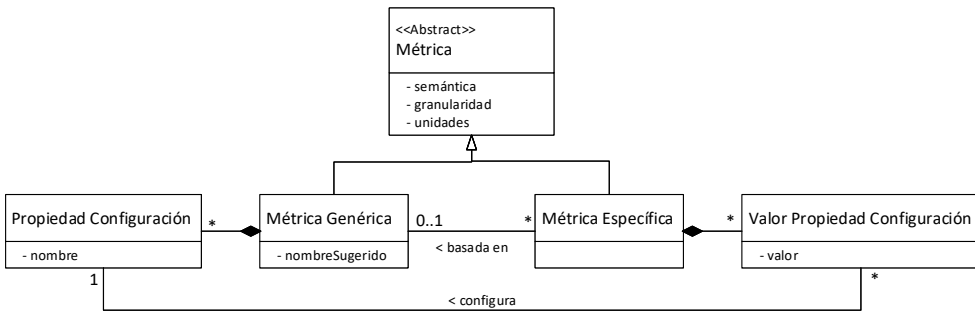 <<Abstract>>
Métrica
- semántica
- granularidad
- unidades
Propiedad Configuración
- nombre
*
Métrica Genérica
- nombreSugerido
0..1
*
< basada en
Métrica Específica
*
Valor Propiedad Configuración
- valor
1
*
< configura